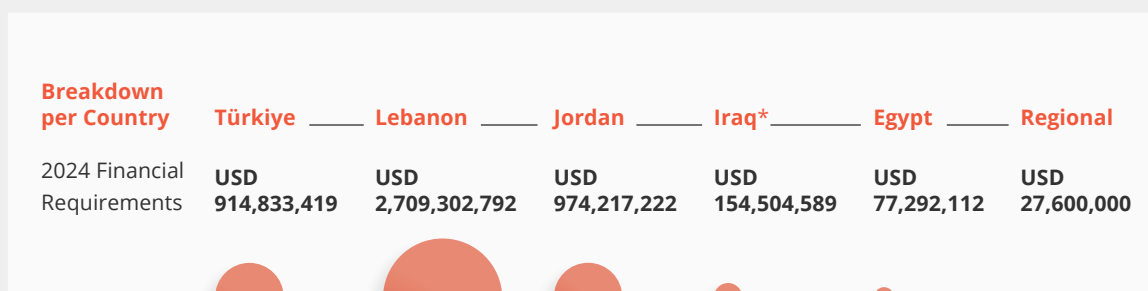 Breakdown
per Country
Türkiye
Lebanon
Jordan
Iraq*
Egypt
Regional
2024 Financial
Requirements
USD
914,833,419
USD
2,709,302,792
USD
974,217,222
USD
154,504,589
USD
77,292,112
USD
27,600,000